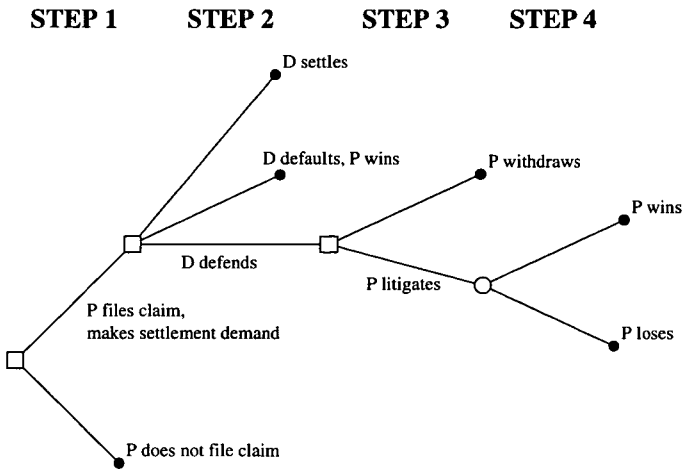 STEP 1 STEP 2 STEP 3 STEP 4
D settles
D defaults, P wins
P withdraws
P wins
D defends
P litigates
P files claim,
makes settlement demand
P loses
P does not file claim